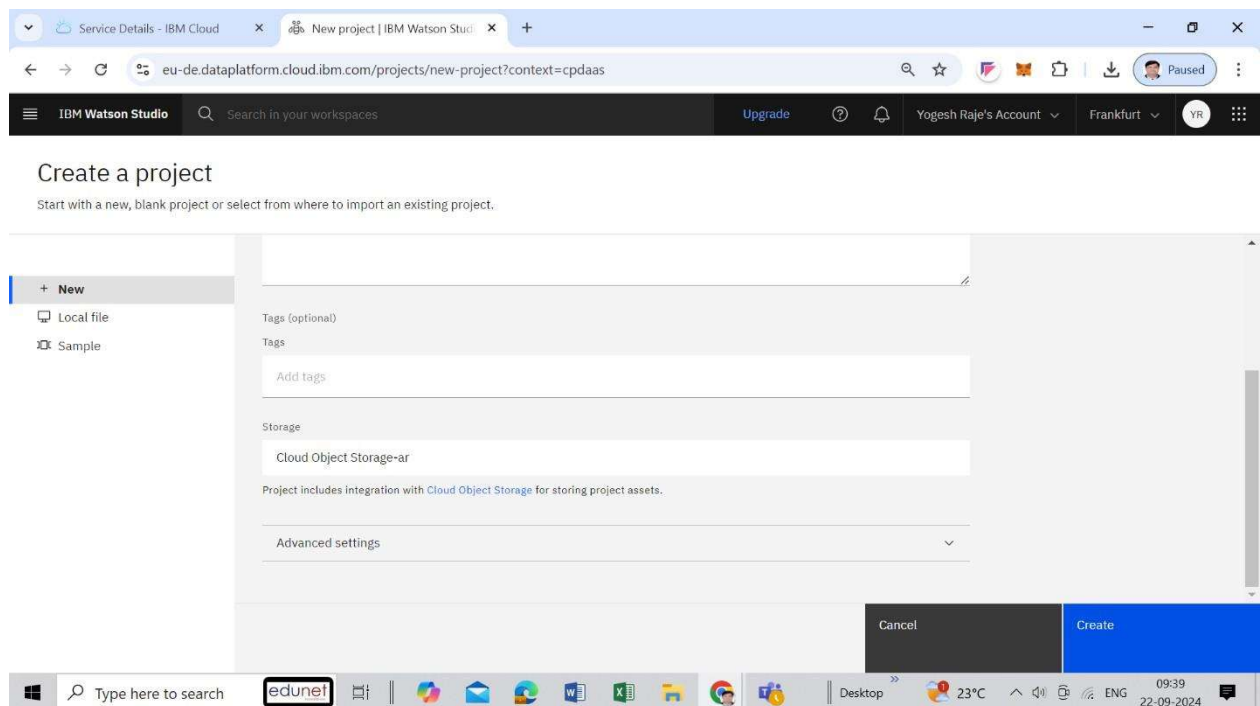 Service Details - IBM Cloud
New project | IBM Watson Stud
eu-de.dataplatform.cloud.ibm.com/projects/new-project?context=cpdaas
Paused
IBM Watson Studio
Search in your workspaces
Upgrade
Yogesh Raje's Account
Frankfurt
YR
Create a project
Start with a new, blank project or select from where to import an existing project.
+ New
Local file
Sample
Tags (optional)
Tags
Add tags
Storage
Cloud Object Storage-ar
Project includes integration with Cloud Object Storage for storing project assets.
Advanced settings
Cancel
Create
Type here to search
edunet
Desktop
23°C
ENG
09:39
22-09-2024